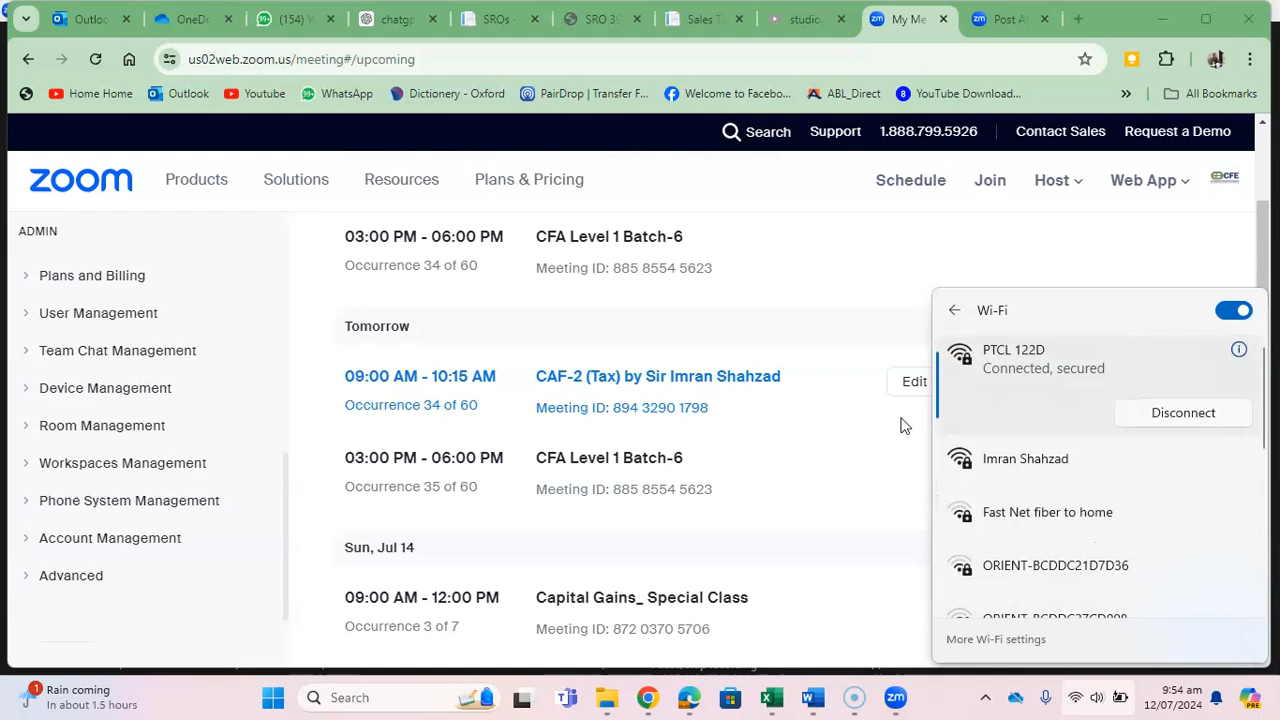 Outlool
OneDr
(154) W
chatgp
SROs -
SRO 35
Sales T
studio
My Me
Post At
us02web.zoom.us/meeting#/upcoming
Home Home
Outlook
Youtube
99+
WhatsApp
Dictionery - Oxford
PairDrop | Transfer F...
Welcome to Facebo...
ABL_Direct
YouTube Download...
All Bookmarks
Search
Support
1.888.799.5926
Contact Sales
Request a Demo
zoom
Products
Solutions
Resources
Plans & Pricing
Schedule
Join
Host
Web App
CFE
ADMIN
Plans and Billing
User Management
Team Chat Management
Device Management
Room Management
Workspaces Management
Phone System Management
Account Management
Advanced
03:00 PM - 06:00 PM CFA Level 1 Batch-6
Occurrence 34 of 60 Meeting ID: 885 8554 5623
Tomorrow
09:00 AM - 10:15 AM CAF-2 (Tax) by Sir Imran Shahzad
Edit
Occurrence 34 of 60 Meeting ID: 894 3290 1798
03:00 PM - 06:00 PM CFA Level 1 Batch-6
Occurrence 35 of 60 Meeting ID: 885 8554 5623
Sun, Jul 14
09:00 AM - 12:00 PM Capital Gains_ Special Class
Occurrence 3 of 7 Meeting ID: 872 0370 5706
Wi-Fi
PTCL 122D
Connected, secured
Disconnect
Imran Shahzad
Fast Net fiber to home
ORIENT-BCDDC21D7D36
More Wi-Fi settings
1
Rain coming
In about 1.5 hours
Search
9:54 am
12/07/2024
PRE